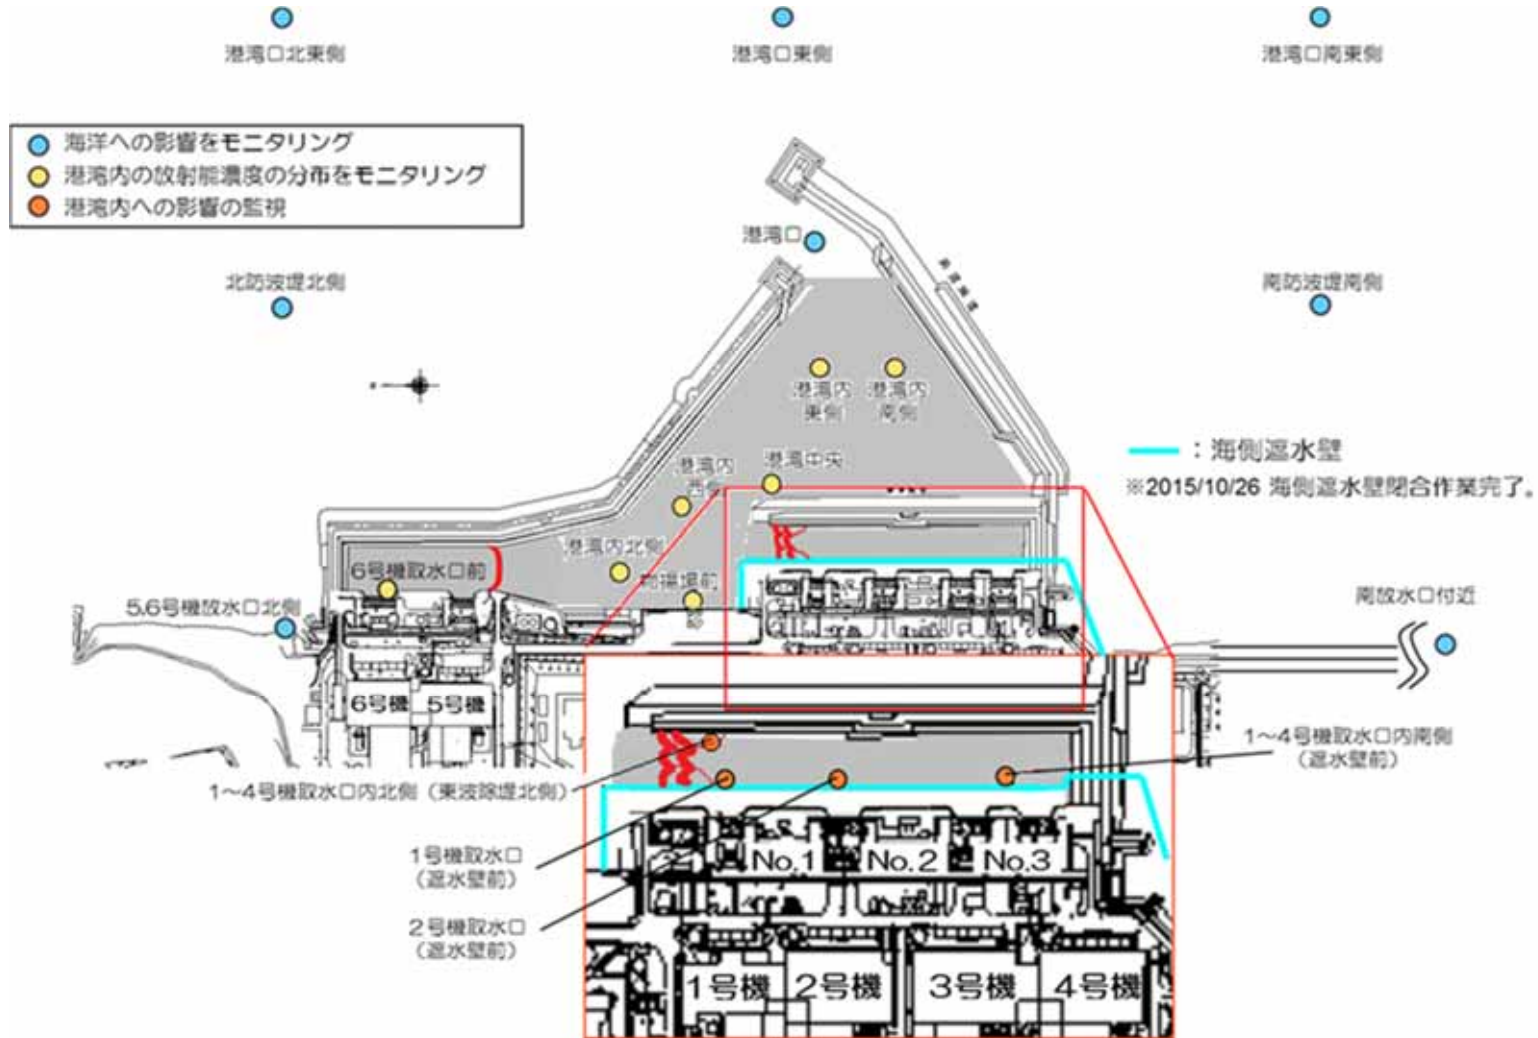 港湾口北東側
港湾口東側
港湾口南東側
海洋への影響をモニタリング
港湾内の放射能濃度の分布をモニタリング
港湾内への影響の監視
港湾口
北防波堤北側
南防波堤南側
港湾内
東側
港湾内
南側
：海側遮水壁
※2015/10/26 海側遮水壁閉合作業完了。
港湾中央
港湾内
西側
港湾内北側
物揚場前
6号機取水口前
5,6号機放水口北側
南放水口付近
6号機
5号機
1～4号機取水口内南側
（遮水壁前）
1～4号機取水口内北側（東波除堤北側）
1号機取水口
（遮水壁前）
2号機取水口
（遮水壁前）
No.1
No.2
No.3
1号機
2号機
3号機
4号機